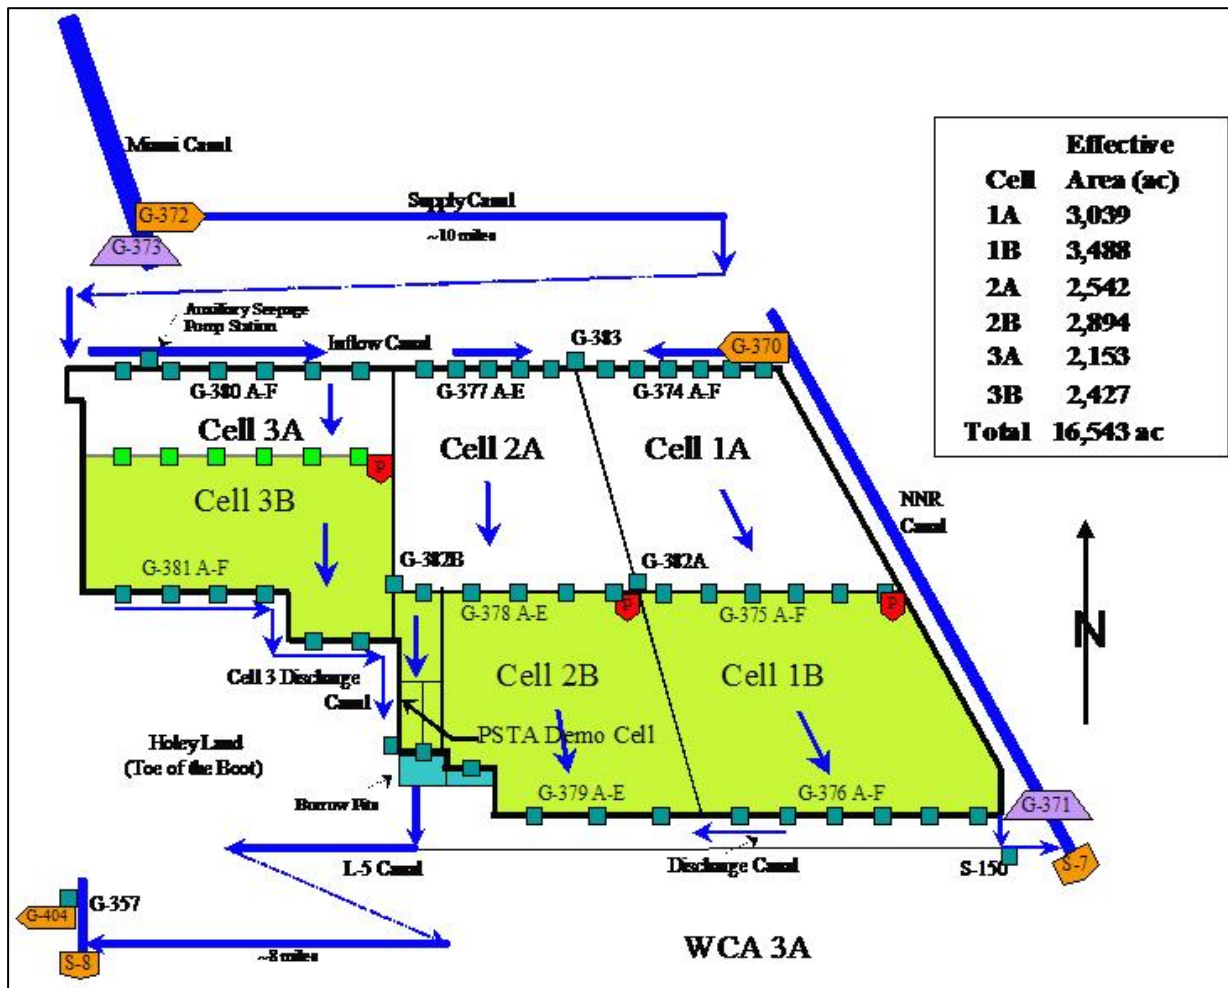 Miami Canal
G-372
G-373
Supply Canal
~10 miles
Effective
Cell Area (ac)
1A 3,039
1B 3,488
2A 2,542
2B 2,894
3A 2,153
3B 2,427
Total 16,543 ac
Auxiliary Seepage
Pump Station
Inflow Canal
G-383
G-370
G-380 A-F
G-377 A-E
G-374 A-F
Cell 3A
Cell 2A
Cell 1A
P
Cell 3B
NNR
Canal
G-382B
G-382A
G-381 A-F
G-378 A-E
P
G-375 A-F
P
N
Cell 3 Discharge
Canal
Cell 2B
Cell 1B
PSTA Demo Cell
Holey Land
(Toe of the Boot)
Borrow Pits
G-379 A-E
G-376 A-F
G-371
L-5 Canal
Discharge Canal
S-150
S-7
G-357
G-404
S-8
~8 miles
WCA 3A